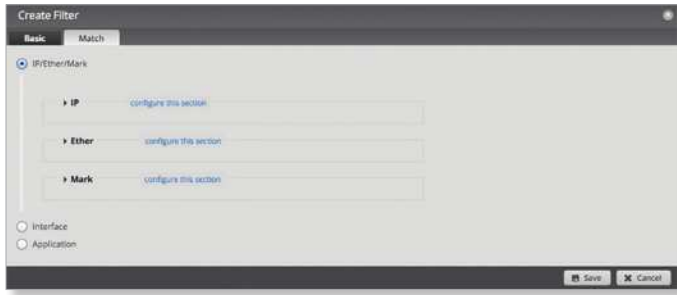 Create Filter
Basic Match
IP/Ether/Mark
IP configure this section
Ether configure this section
Mark configure this section
Interface
Application
Save Cancel